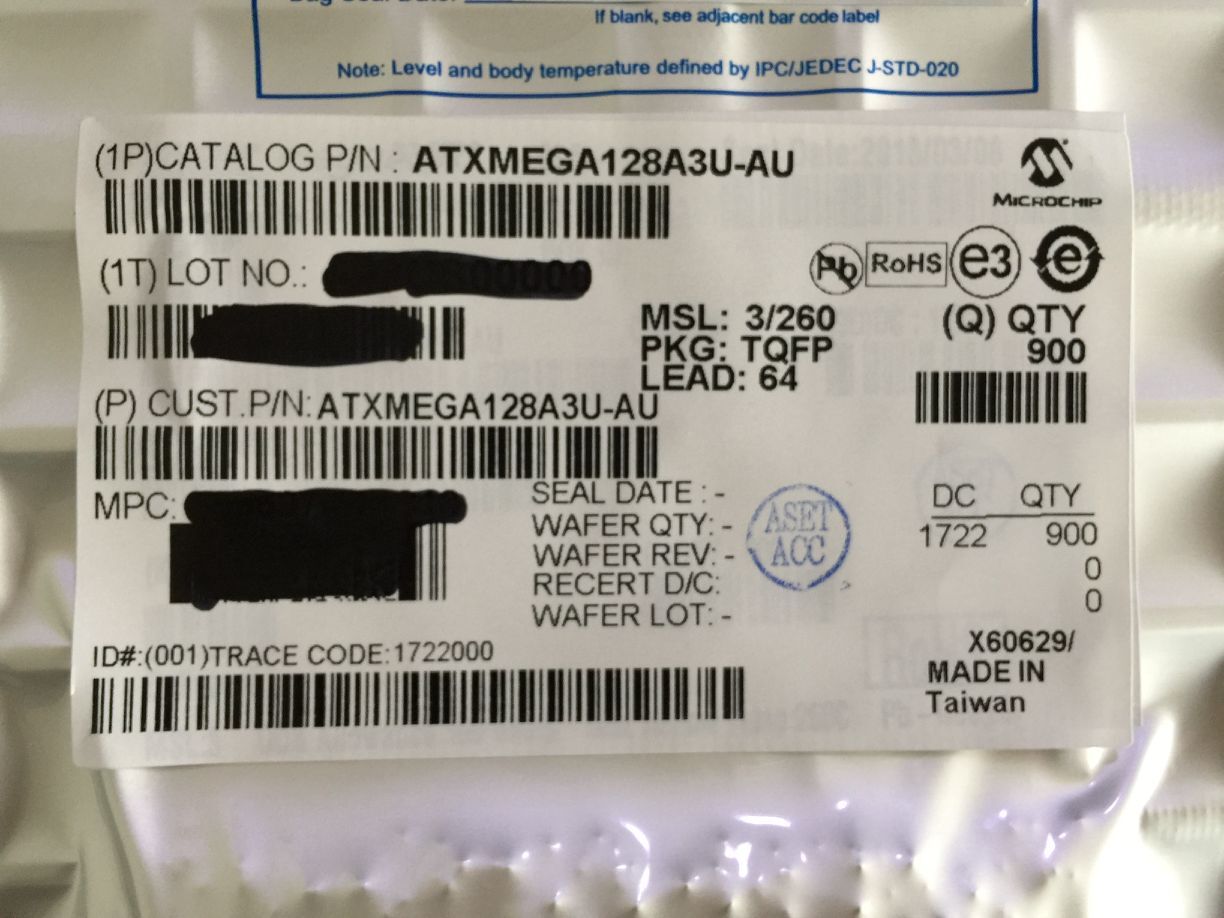 If blank, see adjacent bar code label
Note: Level and body temperature defined by IPC/JEDEC J-STD-020
(1P)CATALOG P/N : ATXMEGA128A3U-AU
MICROCHIP
(1T) LOT NO.:
Pb RoHS e3 e
MSL: 3/260
PKG: TQFP
LEAD: 64
(Q) QTY
900
(P) CUST.P/N: ATXMEGA128A3U-AU
MPC:
SEAL DATE : -
WAFER QTY: -
WAFER REV: -
RECERT D/C:
WAFER LOT: -
ASET
ACC
DC QTY
1722 900
0
0
ID#:(001)TRACE CODE:1722000
X60629/
MADE IN
Taiwan